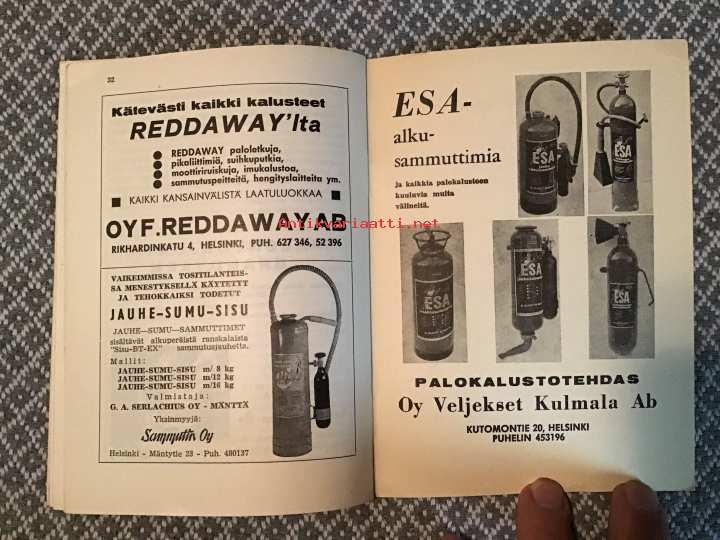 32
Kätevästi kaikki kalusteet
REDDAWAY'lta
REDDAWAY paloletkuja,
pikaliittimiä, suihkuputkia,
moottoriruiskuja, imukalustoa,
sammutuspeitteitä, hengityslaitteita ym.
KAIKKI KANSAINVÄLISTÄ LAATULUOKKAA
OY F. REDDAWAY AB
RIKHARDINKATU 4, HELSINKI, PUH. 627 346, 52 396
VAIKEIMMISSA TOSITILANTEIS-
SA MENESTYKSELLÄ KÄYTETYT
JA TEHOKKAIKSI TODETUT
JAUHE-SUMU-SISU
JAUHE—SUMU—SAMMUTTIMET
sisältävät alkuperäistä ranskalaista
"Sisu-BT-EX" sammutusjauhetta.
Mallit:
JAUHE-SUMU-SISU m/ 8 kg
JAUHE-SUMU-SISU m/12 kg
JAUHE-SUMU-SISU m/16 kg
Valmistaja:
G. A. SERLACHIUS OY - MÄNTTÄ
Yksinmyyjä:
Sammutin Oy
Helsinki - Mäntytie 23 - Puh. 480137
ESA-
alku-
sammuttimia
ja kaikkia palokalustoon
kuuluvia muita
välineitä.
ESA
ESA
ESA
ESA
ESA
PALOKALUSTOTEHDAS
Oy Veljekset Kulmala Ab
KUTOMONTIE 20, HELSINKI
PUHELIN 453196
Antikvariaatti.net